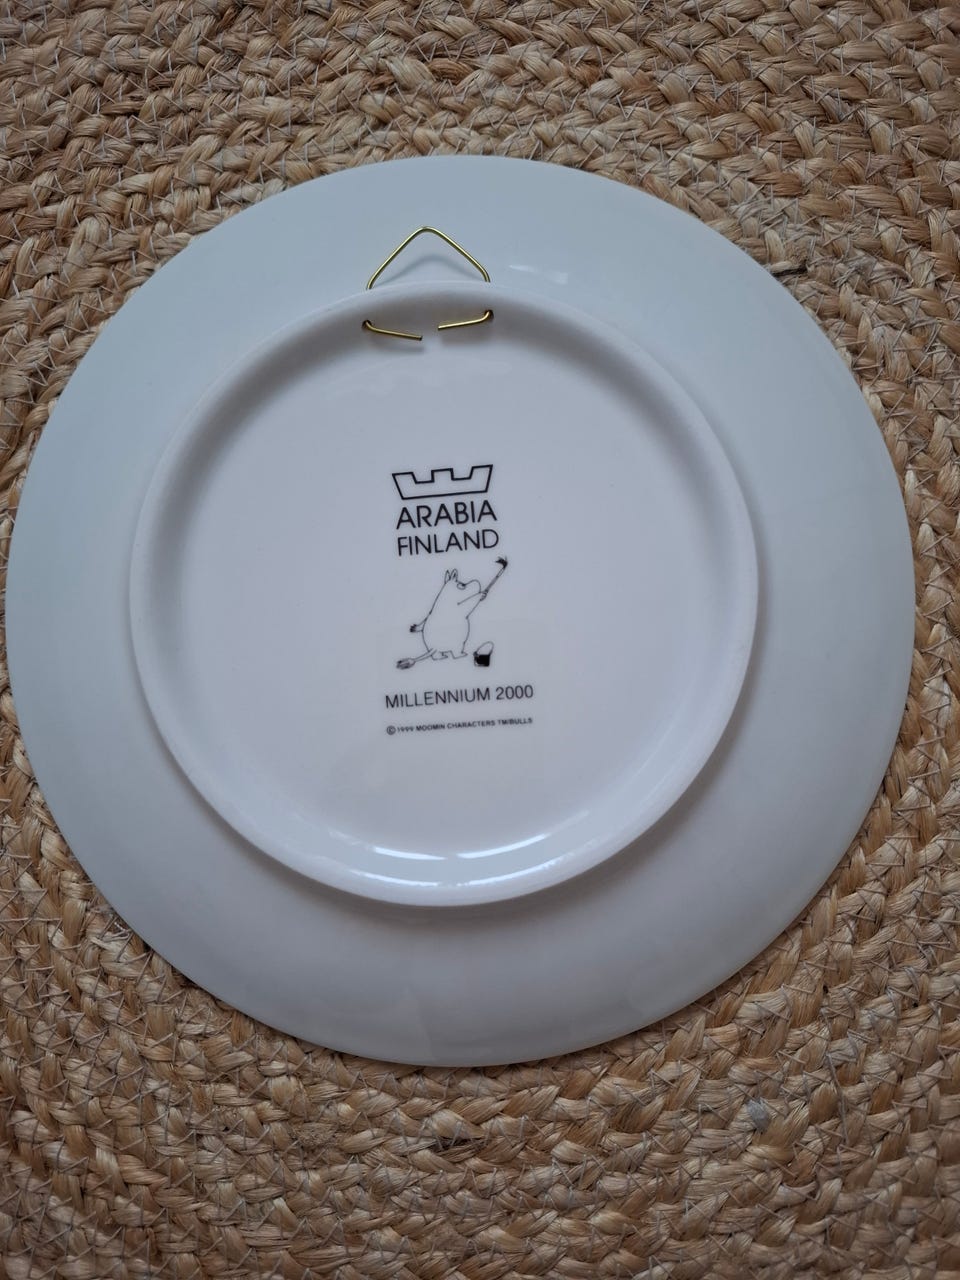 ARABIA
FINLAND
MILLENNIUM 2000
©1999 MOOMIN CHARACTERS TM/BULLS